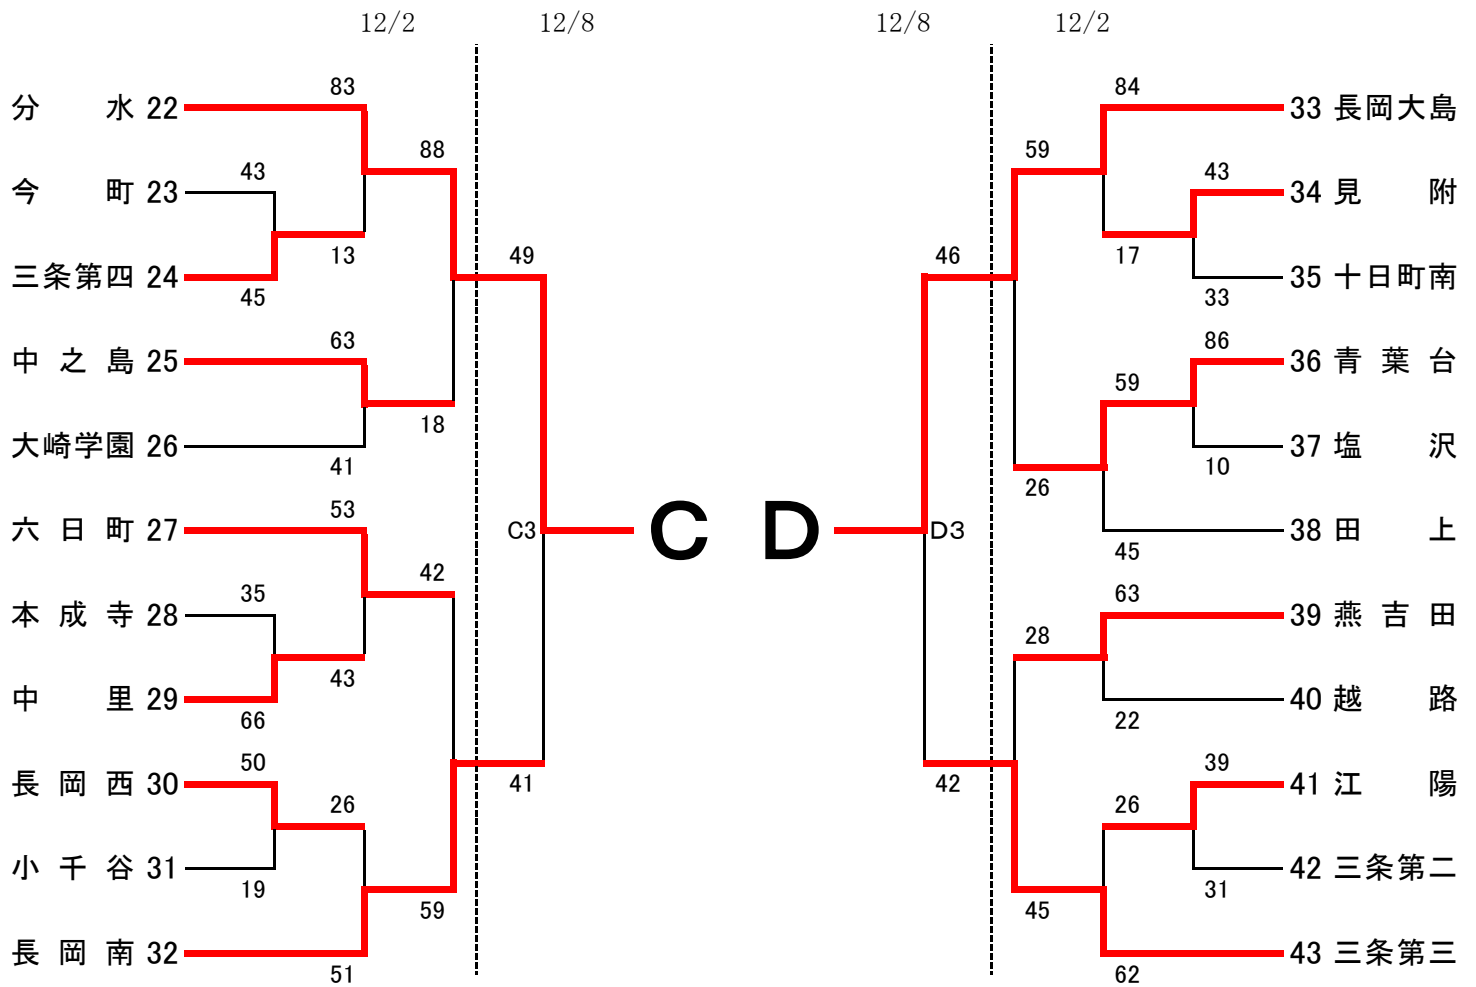 12/2 12/8 12/8 12/2
83 84
分水 22 33 長岡大島
88 59
43 43
今町 23 34 見附
13 49 46 17
三条第四 24 35 十日町南
45 33
63 86
中之島 25 36 青葉台
59
18
大崎学園 26 37 塩沢
41 10
26
53
六日町 27 C3 C D D3 38 田上
45
42
35 63
本成寺 28 39 燕吉田
28
43
中里 29 40 越路
66 22
50 39
長岡西 30 41 江陽
41 42
26 26
小千谷 31 42 三条第二
19 31
59 45
長岡南 32 43 三条第三
51 62